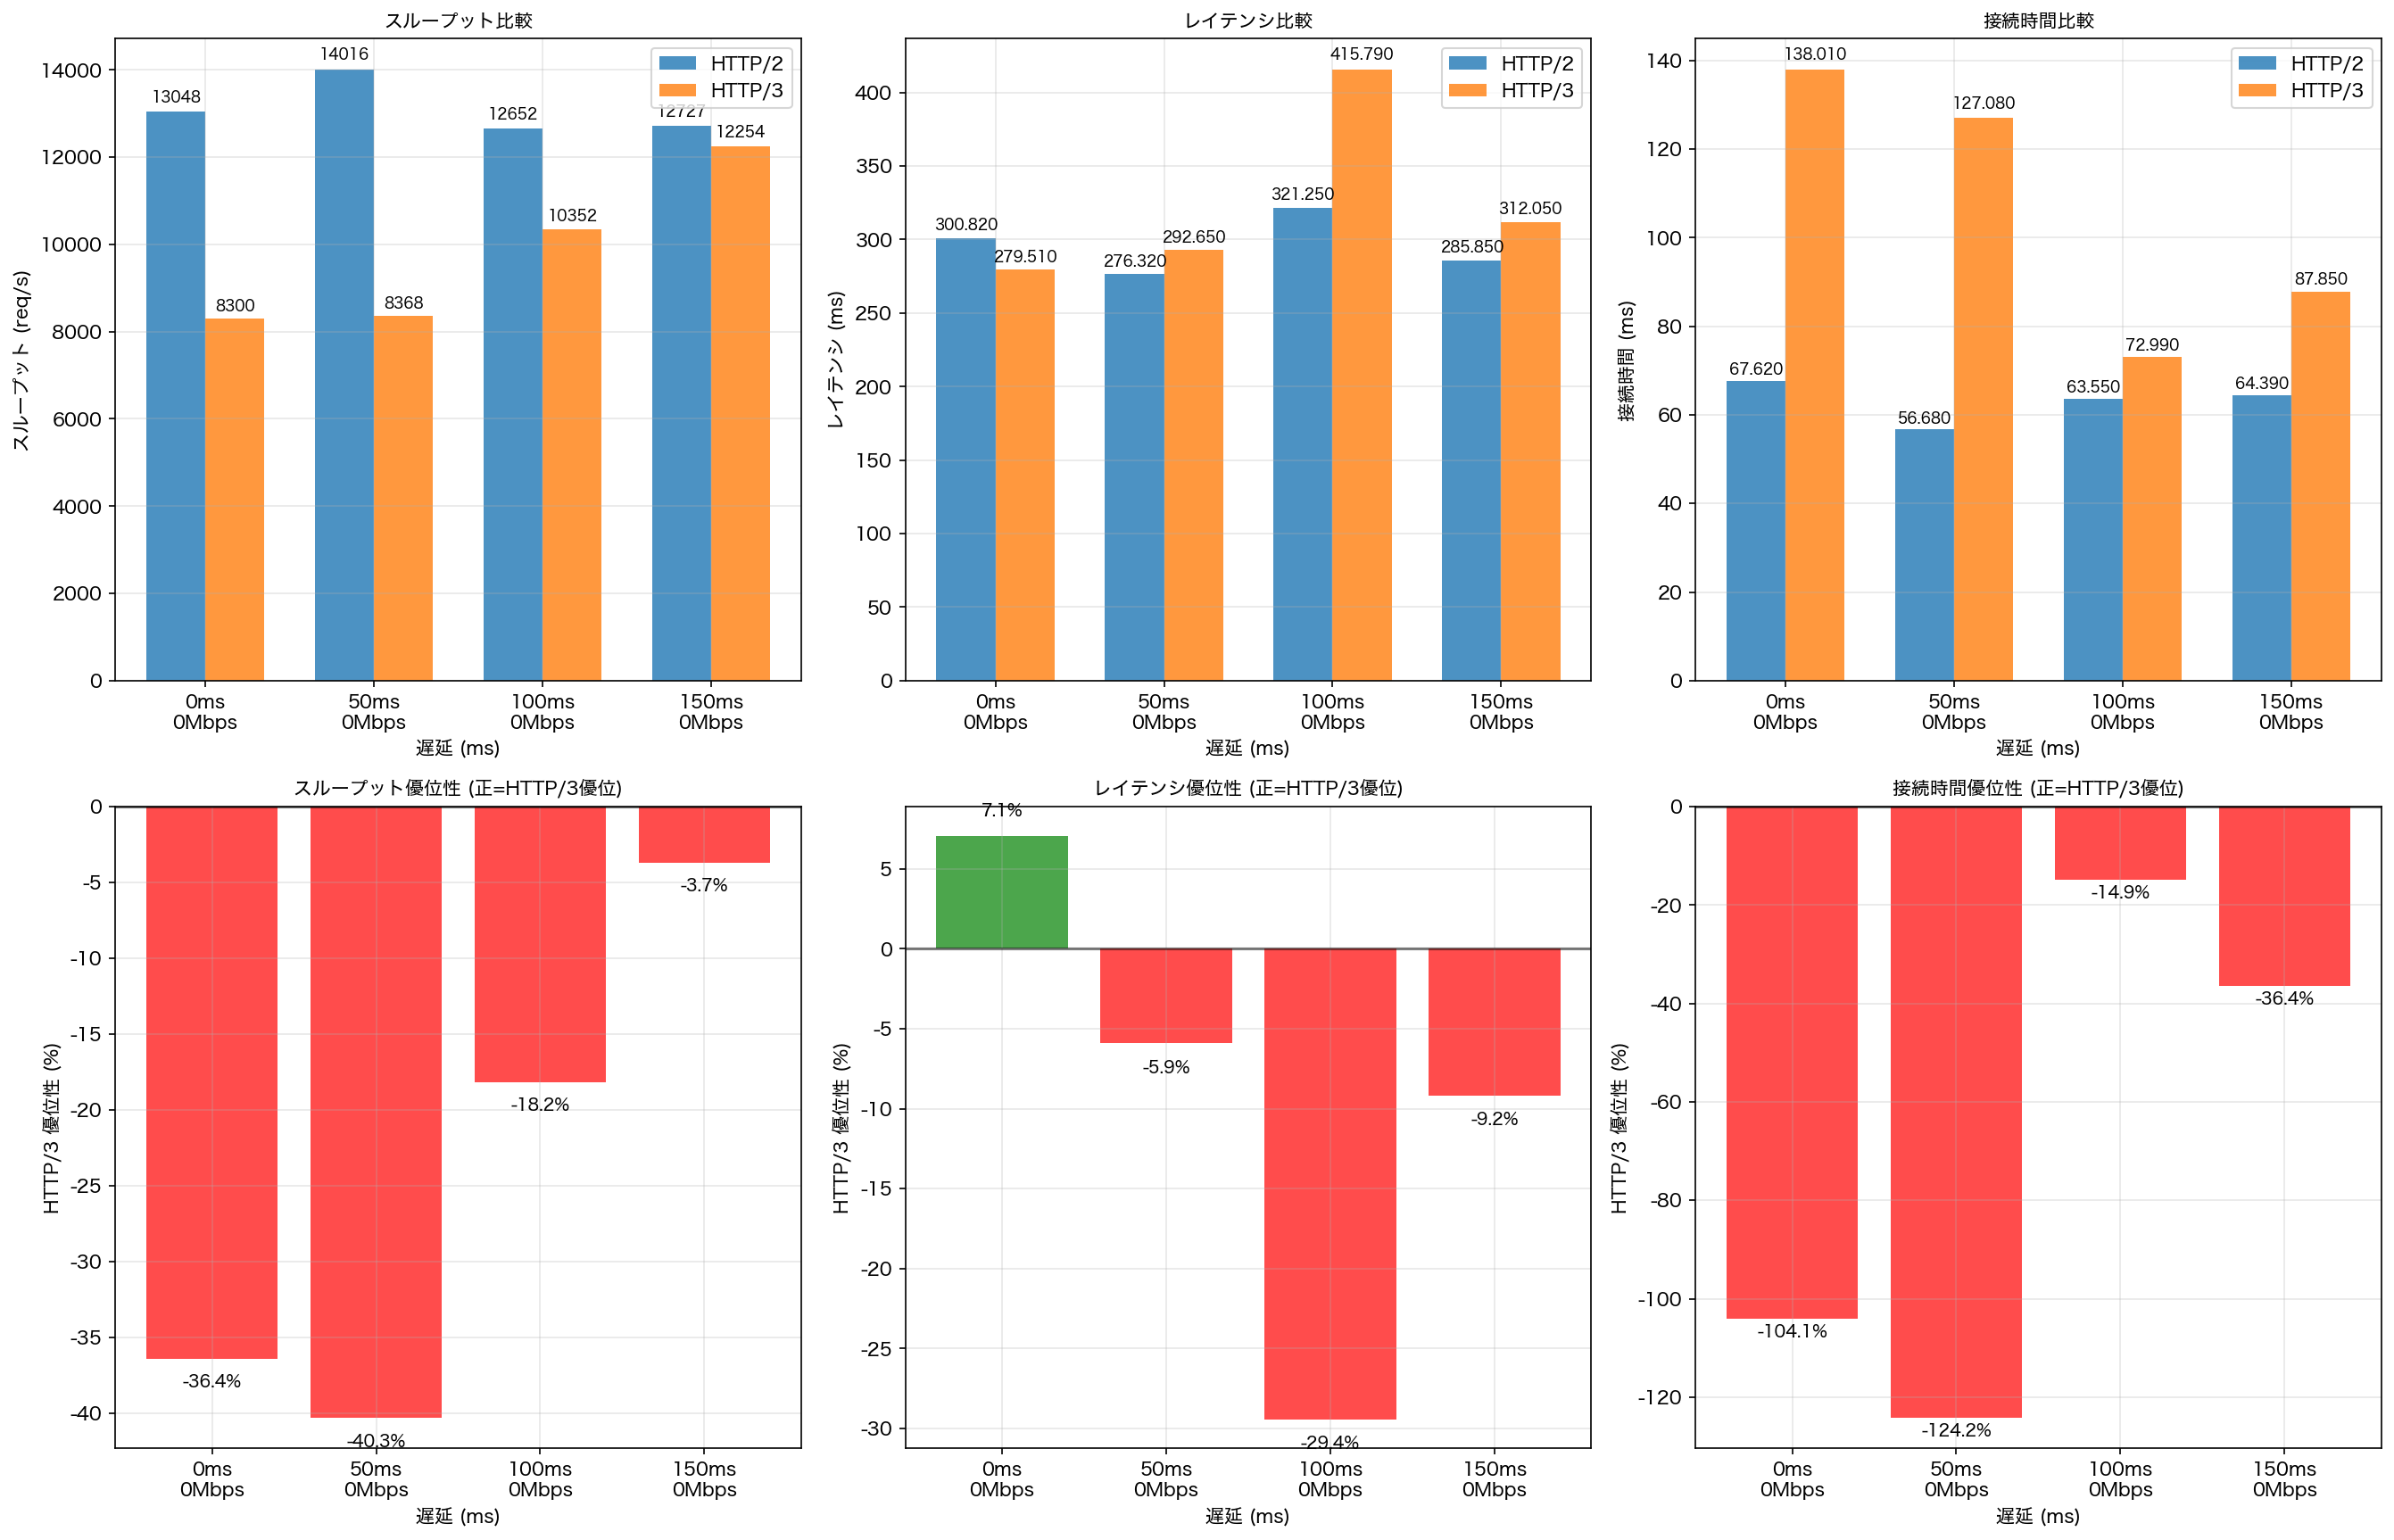 スループット比較
HTTP/2
HTTP/3
14000
12000
10000
8000
6000
4000
2000
0
スループット (req/s)
13048
8300
14016
8368
12652
10352
12727
12254
0ms
0Mbps
50ms
0Mbps
100ms
0Mbps
150ms
0Mbps
遅延 (ms)
レイテンシ比較
HTTP/2
HTTP/3
400
350
300
250
200
150
100
50
0
レイテンシ (ms)
300.820
279.510
276.320
292.650
321.250
415.790
285.850
312.050
0ms
0Mbps
50ms
0Mbps
100ms
0Mbps
150ms
0Mbps
遅延 (ms)
接続時間比較
HTTP/2
HTTP/3
140
120
100
80
60
40
20
0
接続時間 (ms)
67.620
138.010
56.680
127.080
63.550
72.990
64.390
87.850
0ms
0Mbps
50ms
0Mbps
100ms
0Mbps
150ms
0Mbps
遅延 (ms)
スループット優位性 (正=HTTP/3優位)
0
-5
-10
-15
-20
-25
-30
-35
-40
HTTP/3 優位性 (%)
-36.4%
-40.3%
-18.2%
-3.7%
0ms
0Mbps
50ms
0Mbps
100ms
0Mbps
150ms
0Mbps
遅延 (ms)
レイテンシ優位性 (正=HTTP/3優位)
5
0
-5
-10
-15
-20
-25
-30
HTTP/3 優位性 (%)
7.1%
-5.9%
-29.4%
-9.2%
0ms
0Mbps
50ms
0Mbps
100ms
0Mbps
150ms
0Mbps
遅延 (ms)
接続時間優位性 (正=HTTP/3優位)
0
-20
-40
-60
-80
-100
-120
HTTP/3 優位性 (%)
-104.1%
-124.2%
-14.9%
-36.4%
0ms
0Mbps
50ms
0Mbps
100ms
0Mbps
150ms
0Mbps
遅延 (ms)